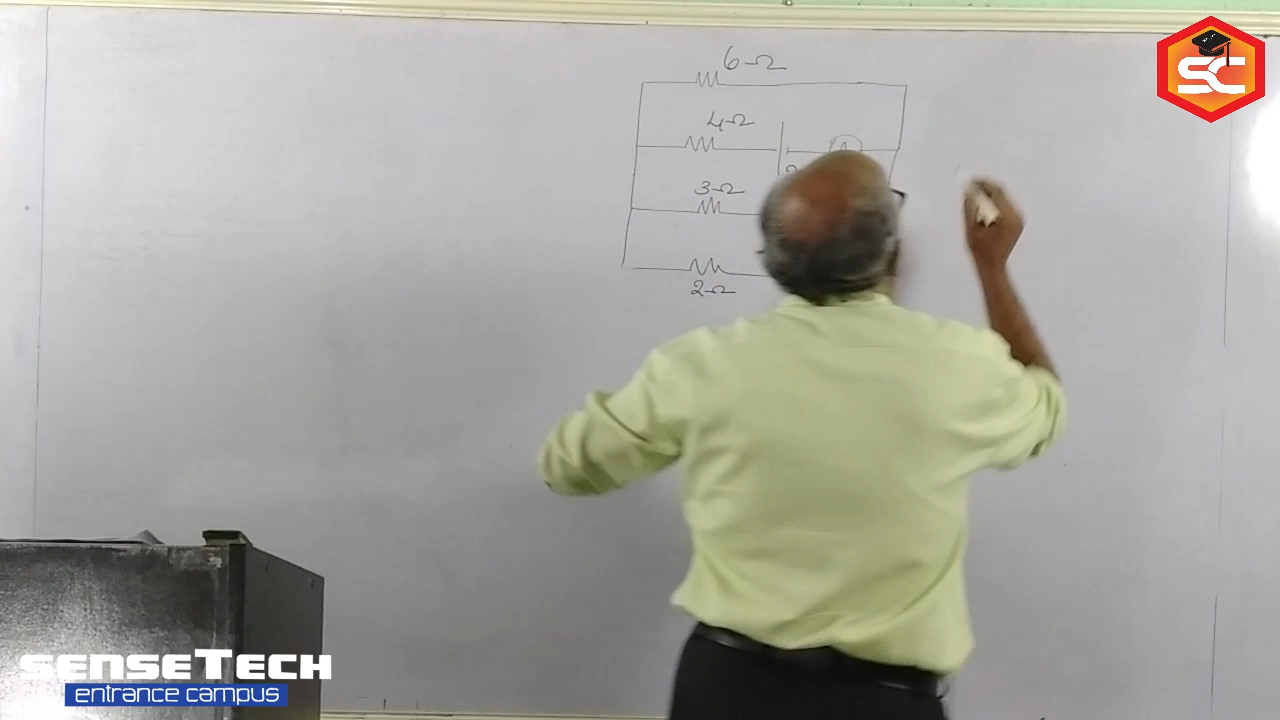 SC
6Ω
4Ω
A
3Ω
2Ω
SENSETECH
entrance campus